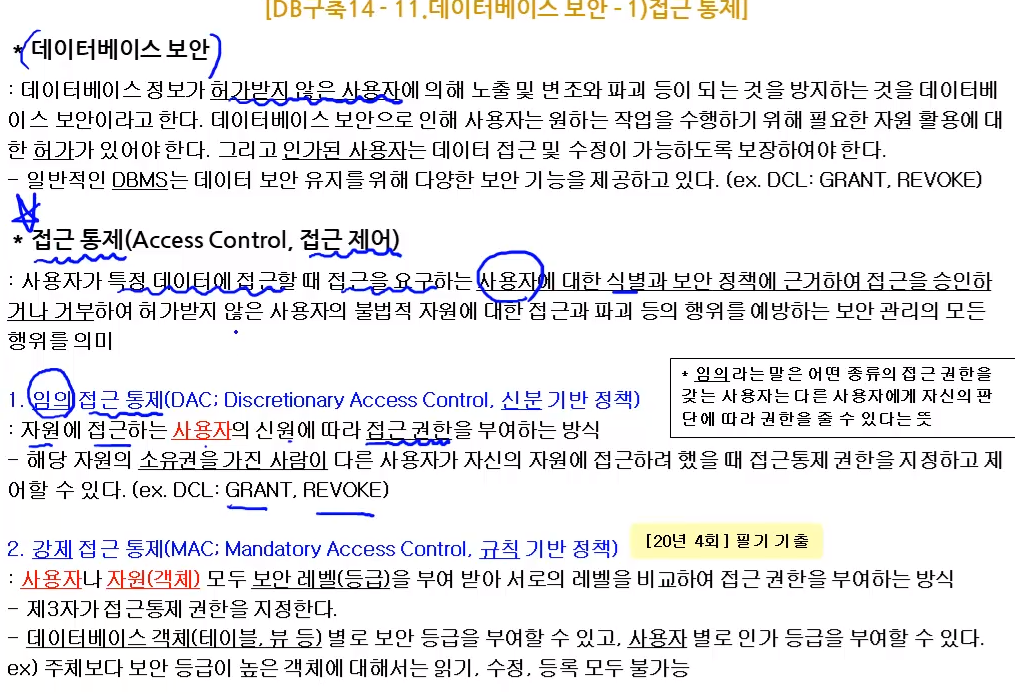 [DB구축14 - 11.데이터베이스 보안 - 1)접근 통제]
* 데이터베이스 보안
: 데이터베이스 정보가 허가받지 않은 사용자에 의해 노출 및 변조와 파괴 등이 되는 것을 방지하는 것을 데이터베
이스 보안이라고 한다. 데이터베이스 보안으로 인해 사용자는 원하는 작업을 수행하기 위해 필요한 자원 활용에 대
한 허가가 있어야 한다. 그리고 인가된 사용자는 데이터 접근 및 수정이 가능하도록 보장하여야 한다.
- 일반적인 DBMS는 데이터 보안 유지를 위해 다양한 보안 기능을 제공하고 있다. (ex. DCL: GRANT, REVOKE)
* 접근 통제(Access Control, 접근 제어)
: 사용자가 특정 데이터에 접근할 때 접근을 요구하는 사용자에 대한 식별과 보안 정책에 근거하여 접근을 승인하
거나 거부하여 허가받지 않은 사용자의 불법적 자원에 대한 접근과 파괴 등의 행위를 예방하는 보안 관리의 모든
행위를 의미
* 임의라는 말은 어떤 종류의 접근 권한을
갖는 사용자는 다른 사용자에게 자신의 판
단에 따라 권한을 줄 수 있다는 뜻
1. 임의 접근 통제(DAC; Discretionary Access Control, 신분 기반 정책)
: 자원에 접근하는 사용자의 신원에 따라 접근 권한을 부여하는 방식
- 해당 자원의 소유권을 가진 사람이 다른 사용자가 자신의 자원에 접근하려 했을 때 접근통제 권한을 지정하고 제
어할 수 있다. (ex. DCL: GRANT, REVOKE)
2. 강제 접근 통제(MAC; Mandatory Access Control, 규칙 기반 정책) [20년 4회] 필기 기출
: 사용자나 자원(객체) 모두 보안 레벨(등급)을 부여 받아 서로의 레벨을 비교하여 접근 권한을 부여하는 방식
- 제3자가 접근통제 권한을 지정한다.
- 데이터베이스 객체(테이블, 뷰 등) 별로 보안 등급을 부여할 수 있고, 사용자 별로 인가 등급을 부여할 수 있다.
ex) 주체보다 보안 등급이 높은 객체에 대해서는 읽기, 수정, 등록 모두 불가능